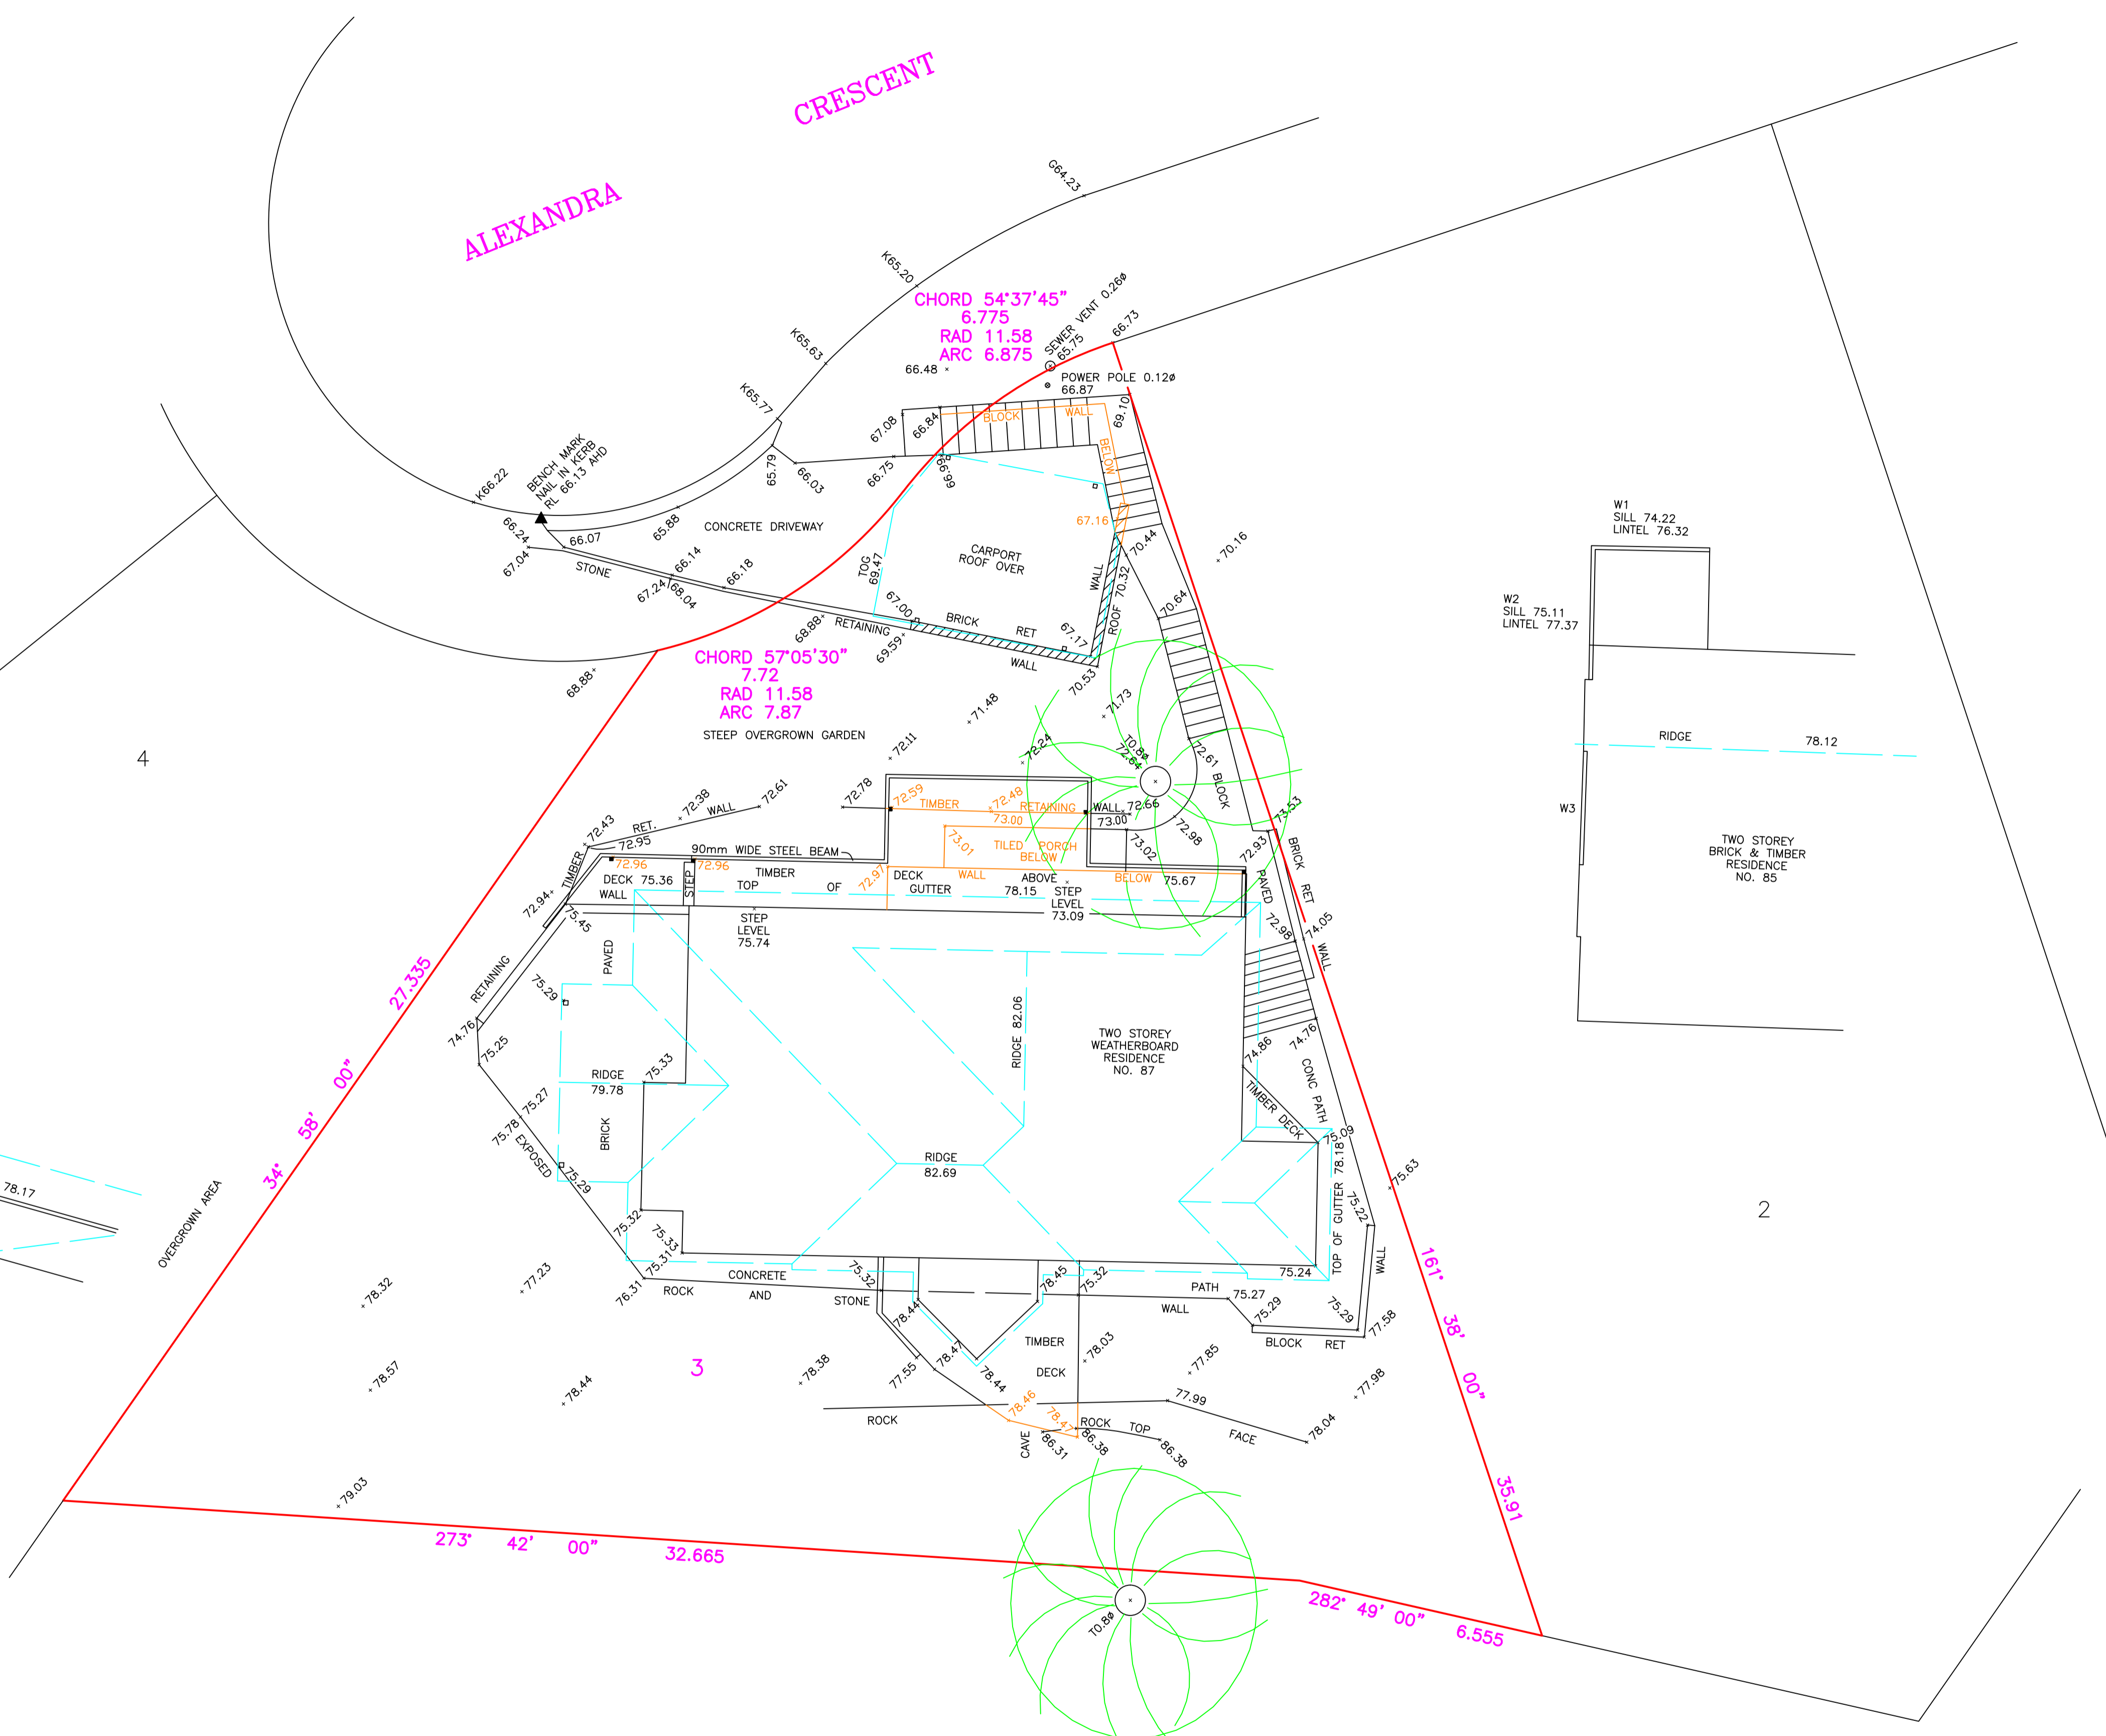 CRESCENT
ALEXANDRA
G64.23
K65.20
CHORD 54°37'45"
6.775
RAD 11.58
ARC 6.875
SEWER VENT 0.26ø
65.75
66.73
K65.63
66.48
POWER POLE 0.12ø
66.87
K65.77
67.08
66.84
BLOCK WALL
BELOW
69.10
BENCH MARK
NAIL IN KERB
RL 66.13 AHD
K66.22
65.79
66.03
66.75
66.99
66.24
67.04
66.07
65.88
CONCRETE DRIVEWAY
67.16
70.44
70.16
STONE
66.14
67.24
68.04
66.18
TOG
69.47
CARPORT
ROOF OVER
WALL
ROOF 70.32
W1
SILL 74.22
LINTEL 76.32
W2
SILL 75.11
LINTEL 77.37
67.00
BRICK RET
67.17
70.64
68.88
RETAINING
69.59
WALL
70.53
68.88
CHORD 57°05'30"
7.72
RAD 11.58
ARC 7.87
STEEP OVERGROWN GARDEN
71.48
71.73
72.11
72.24
T0.8ø
72.64
72.61
BLOCK
RIDGE 78.12
4
72.38
72.61
RET. WALL
72.43
72.95
72.78
72.59
TIMBER
72.48
RETAINING
WALL
72.66
73.00
73.00
73.01
TILED PORCH
BELOW
73.02
72.98
73.53
72.93
BRICK RET
WALL
W3
TWO STOREY
BRICK & TIMBER
RESIDENCE
NO. 85
90mm WIDE STEEL BEAM
72.96
72.96
TIMBER
72.97
DECK
WALL
ABOVE
BELOW
75.67
TIMBER
DECK 75.36
WALL
STEP
TOP OF GUTTER 78.15
STEP
LEVEL
73.09
PAVED
72.94
75.45
STEP
LEVEL
75.74
72.98
74.05
27.335
RETAINING
PAVED
75.29
74.76
75.25
RIDGE 82.06
TWO STOREY
WEATHERBOARD
RESIDENCE
NO. 87
74.76
74.86
CONC PATH
RIDGE
79.78
75.33
TIMBER DECK
75.27
75.78
BRICK
EXPOSED
75.29
00"
58'
34°
RIDGE
82.69
75.09
TOP OF GUTTER 78.18
75.63
75.22
WALL
2
78.17
OVERGROWN AREA
75.32
75.33
75.31
76.31
CONCRETE
ROCK AND STONE
75.32
78.45
75.32
75.24
PATH
75.27
WALL
75.29
75.29
77.58
BLOCK RET
161° 38' 00" 35.91
78.32
77.23
78.44
78.47
77.55
78.44
TIMBER
DECK
78.03
77.85
77.98
3
78.57
78.44
78.38
77.99
ROCK
78.46
78.47
ROCK TOP
FACE
78.04
CAVE
86.31
86.38
86.38
79.03
273° 42' 00" 32.665
T0.8ø
282° 49' 00" 6.555